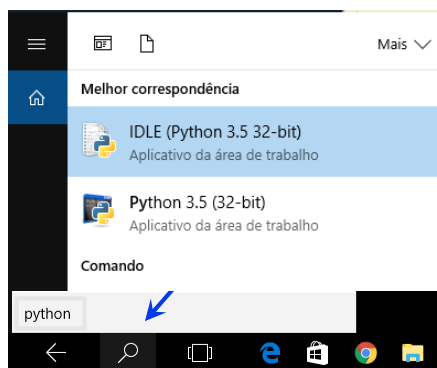 Mais
Melhor correspondência
IDLE (Python 3.5 32-bit)
Aplicativo da área de trabalho
Python 3.5 (32-bit)
Aplicativo da área de trabalho
Comando
python